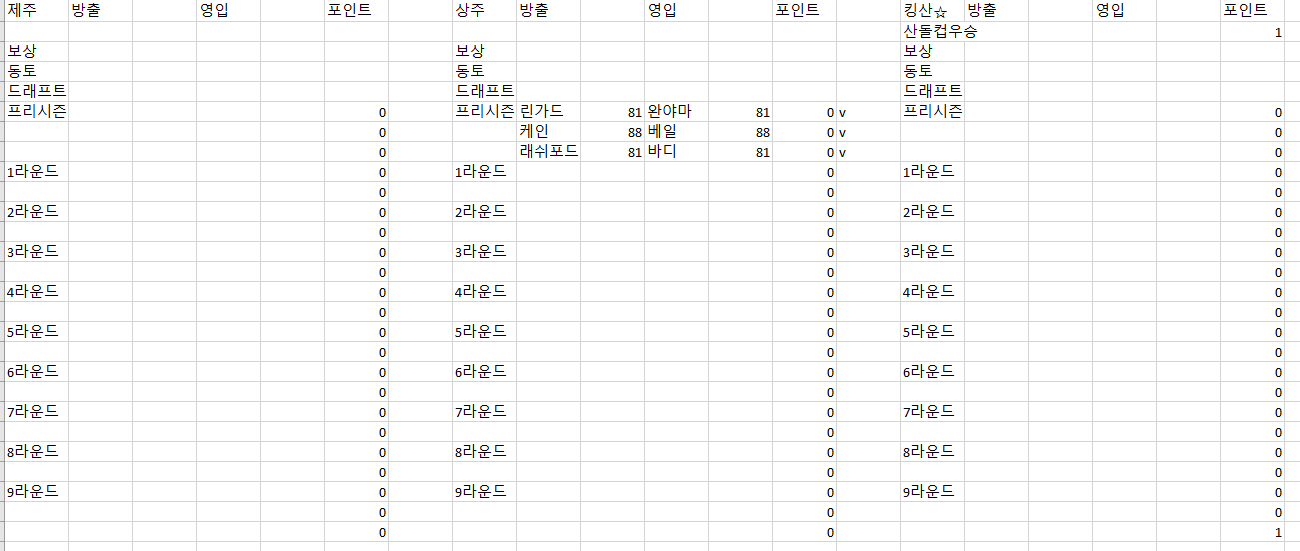 제주 방출 영입 포인트 상주 방출 영입 포인트 킹산☆ 방출 영입 포인트
산돌컵우승 1
보상 보상 보상
동토 동토 동토
드래프트 드래프트 드래프트
프리시즌 0 프리시즌 린가드 81 완야마 81 0 v 프리시즌 0
0 케인 88 베일 88 0 v 0
0 래쉬포드 81 바디 81 0 v 0
1라운드 0 1라운드 0 1라운드 0
0 0 0
2라운드 0 2라운드 0 2라운드 0
0 0 0
3라운드 0 3라운드 0 3라운드 0
0 0 0
4라운드 0 4라운드 0 4라운드 0
0 0 0
5라운드 0 5라운드 0 5라운드 0
0 0 0
6라운드 0 6라운드 0 6라운드 0
0 0 0
7라운드 0 7라운드 0 7라운드 0
0 0 0
8라운드 0 8라운드 0 8라운드 0
0 0 0
9라운드 0 9라운드 0 9라운드 0
0 0 0
0 0 1